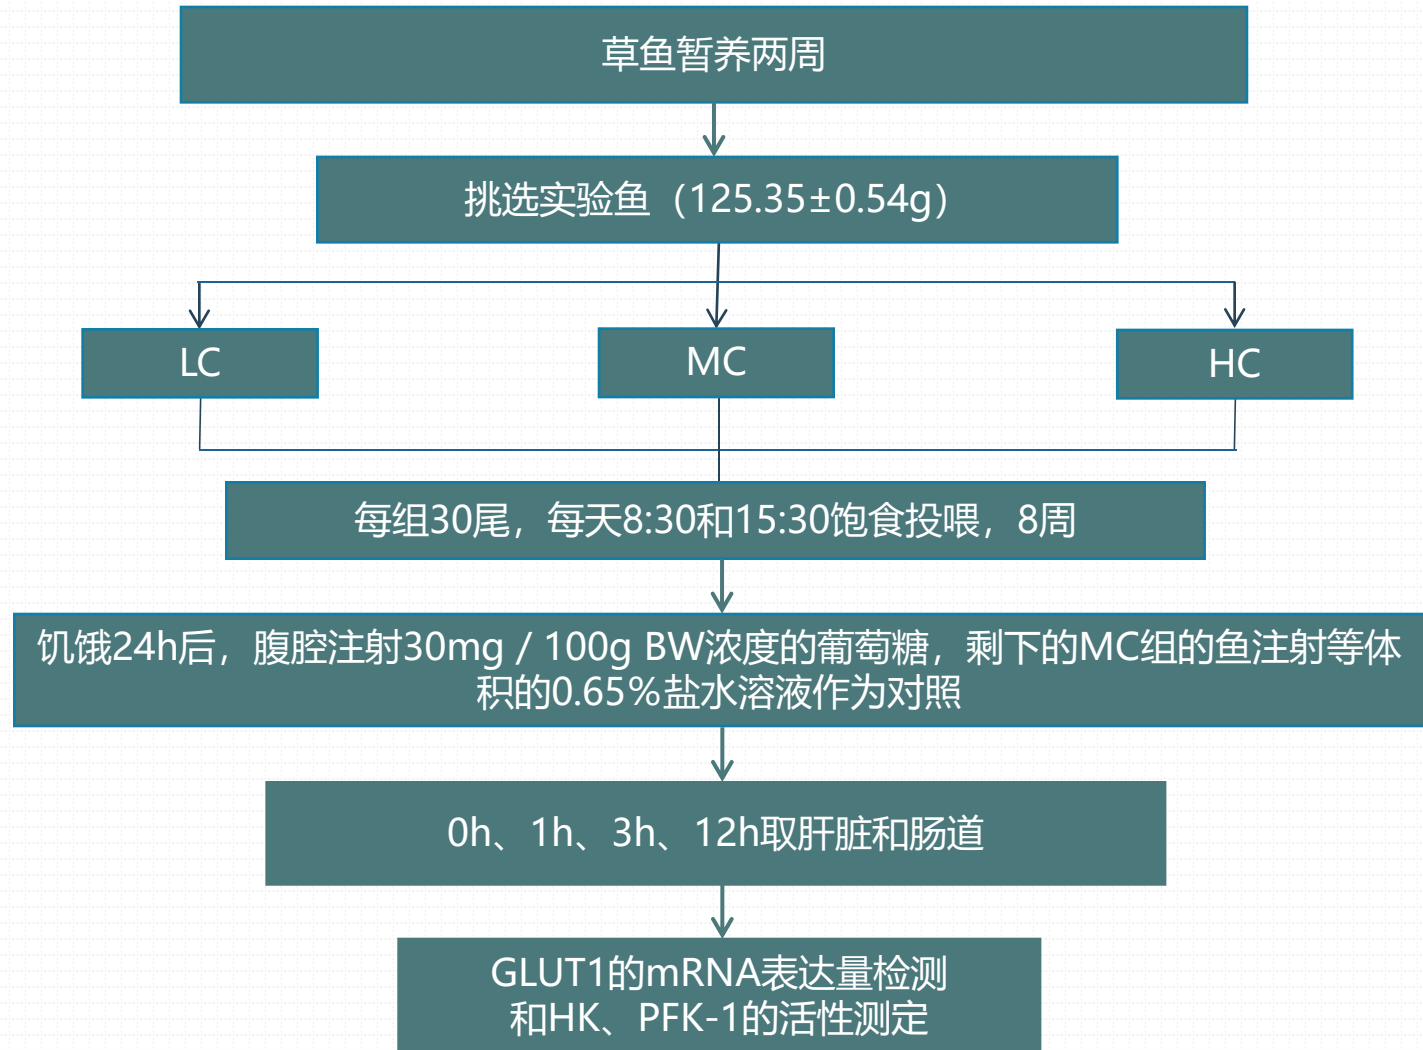 草鱼暂养两周
挑选实验鱼（125.35±0.54g）
LC
MC
HC
每组30尾，每天8:30和15:30饱食投喂，8周
饥饿24h后，腹腔注射30mg / 100g BW浓度的葡萄糖，剩下的MC组的鱼注射等体
积的0.65%盐水溶液作为对照
0h、1h、3h、12h取肝脏和肠道
GLUT1的mRNA表达量检测
和HK、PFK-1的活性测定